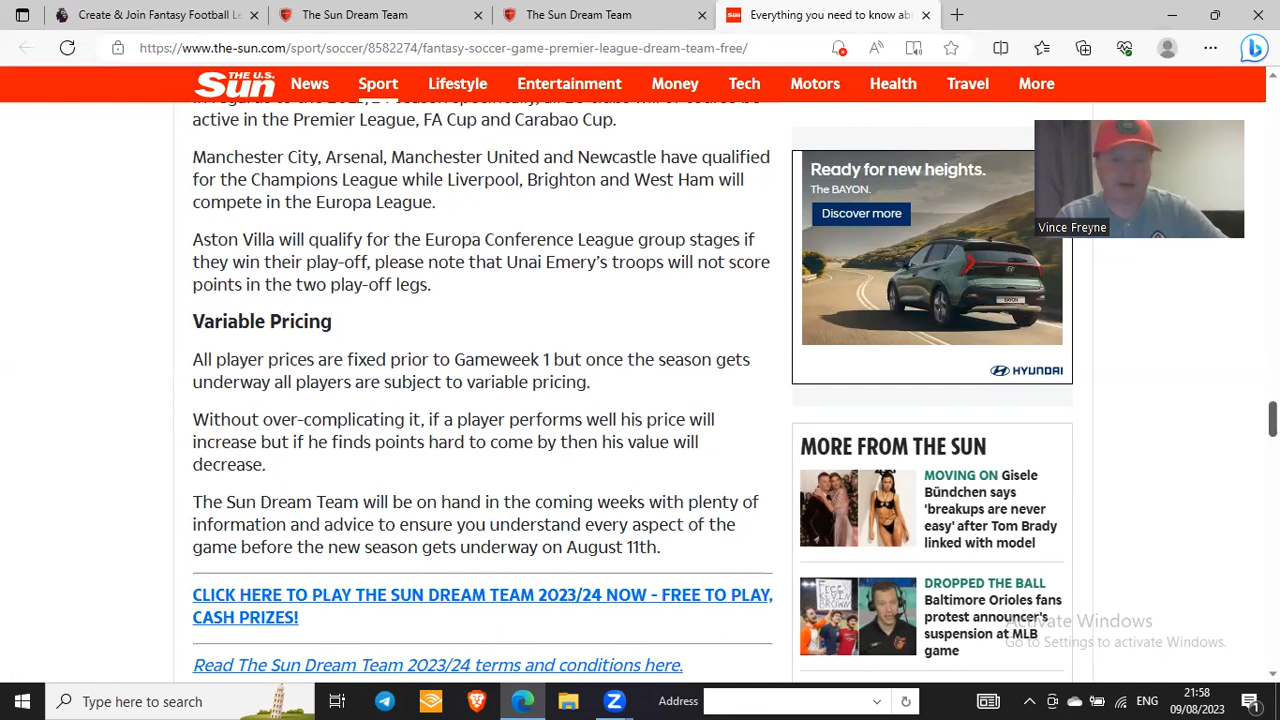 Create & Join Fantasy Football Le
The Sun Dream Team
The Sun Dream Team
Everything you need to know ab
https://www.the-sun.com/sport/soccer/8582274/fantasy-soccer-game-premier-league-dream-team-free/
THE U.S. Sun
News Sport Lifestyle Entertainment Money Tech Motors Health Travel More
active in the Premier League, FA Cup and Carabao Cup.
Manchester City, Arsenal, Manchester United and Newcastle have qualified
for the Champions League while Liverpool, Brighton and West Ham will
compete in the Europa League.
Aston Villa will qualify for the Europa Conference League group stages if
they win their play-off, please note that Unai Emery's troops will not score
points in the two play-off legs.
Variable Pricing
All player prices are fixed prior to Gameweek 1 but once the season gets
underway all players are subject to variable pricing.
Without over-complicating it, if a player performs well his price will
increase but if he finds points hard to come by then his value will
decrease.
The Sun Dream Team will be on hand in the coming weeks with plenty of
information and advice to ensure you understand every aspect of the
game before the new season gets underway on August 11th.
CLICK HERE TO PLAY THE SUN DREAM TEAM 2023/24 NOW - FREE TO PLAY,
CASH PRIZES!
Read The Sun Dream Team 2023/24 terms and conditions here.
Ready for new heights.
The BAYON.
Discover more
BAYON
HYUNDAI
Vince Freyne
MORE FROM THE SUN
MOVING ON Gisele
Bündchen says
'breakups are never
easy' after Tom Brady
linked with model
DROPPED THE BALL
Baltimore Orioles fans
protest announcer's
suspension at MLB
game
Free KEVIN BROWN
Activate Windows
Go to Settings to activate Windows.
Type here to search
Address
ENG
21:58
09/08/2023
1